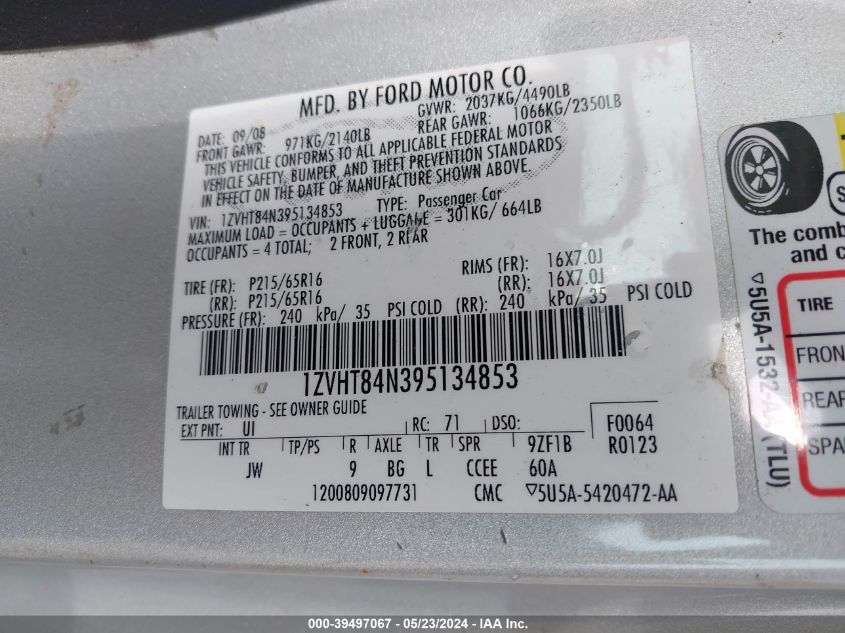 MFD. BY FORD MOTOR CO.
DATE: 09/08 GVWR: 2037KG/4490LB
FRONT GAWR: 971KG/2140LB REAR GAWR: 1066KG/2350LB
THIS VEHICLE CONFORMS TO ALL APPLICABLE FEDERAL MOTOR
VEHICLE SAFETY, BUMPER, AND THEFT PREVENTION STANDARDS
IN EFFECT ON THE DATE OF MANUFACTURE SHOWN ABOVE.
VIN: 1ZVHT84N395134853 TYPE: Passenger Car
MAXIMUM LOAD = OCCUPANTS + LUGGAGE = 301KG/ 664LB
OCCUPANTS = 4 TOTAL; 2 FRONT, 2 REAR
TIRE (FR): P215/65R16 RIMS (FR): 16X7.0J
(RR): P215/65R16 (RR): 16X7.0J
PRESSURE (FR): 240 kPa/ 35 PSI COLD (RR): 240 kPa/ 35 PSI COLD
1ZVHT84N395134853
TRAILER TOWING - SEE OWNER GUIDE
EXT PNT: UI RC: 71 DSO: F0064
INT TR TP/PS R AXLE TR SPR 9ZF1B R0123
JW 9 BG L CCEE 60A
1200809097731 CMC ▽5U5A-5420472-AA
The comb
and c
TIRE
FRON
REAR
SPA
▽5U5A-1532 (TLU)
000-39497067 - 05/23/2024 - IAAI Inc.